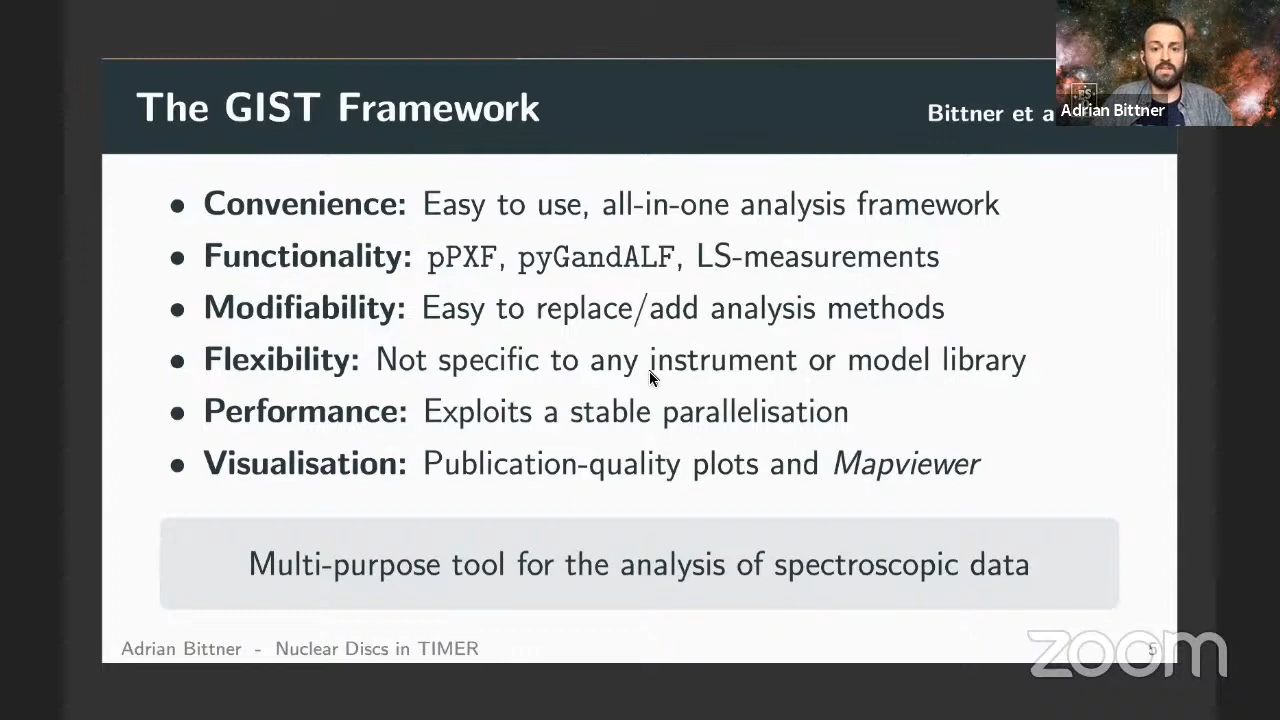 The GIST Framework
Bittner et a
Adrian Bittner
• Convenience: Easy to use, all-in-one analysis framework
• Functionality: pPXF, pyGandALF, LS-measurements
• Modifiability: Easy to replace/add analysis methods
• Flexibility: Not specific to any instrument or model library
• Performance: Exploits a stable parallelisation
• Visualisation: Publication-quality plots and Mapviewer
Multi-purpose tool for the analysis of spectroscopic data
Adrian Bittner - Nuclear Discs in TIMER
5
zoom